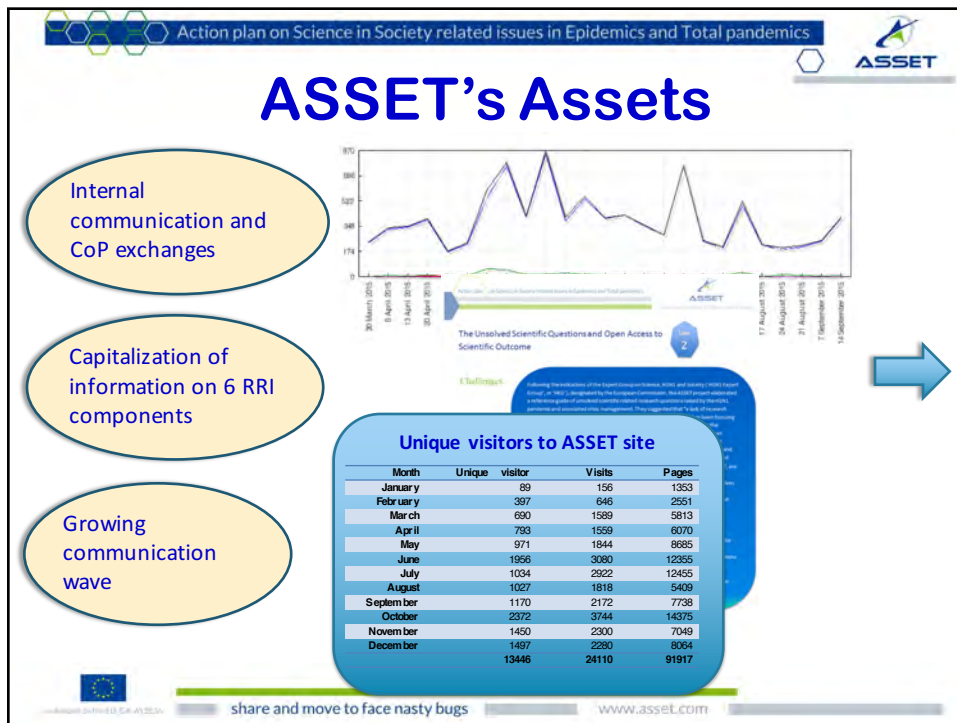 Action plan on Science in Society related issues in Epidemics and Total pandemics
ASSET
ASSET's Assets
Internal
communication and
CoP exchanges
Capitalization of
information on 6 RRI
components
Growing
communication
wave
870
522
348
174
0
30 March 2015
6 April 2015
13 April 2015
20 April 2015
17 August 2015
24 August 2015
21 August 2015
7 September 2015
14 September 2015
ASSET
The Unsolved Scientific Questions and Open Access to
Scientific Outcome
2
Challenges
Unique visitors to ASSET site
Month Unique visitor Visits Pages
January 89 156 1353
February 397 646 2551
March 690 1589 5813
April 793 1559 6070
May 971 1844 8685
June 1956 3080 12355
July 1034 2922 12455
August 1027 1818 5409
September 1170 2172 7738
October 2372 3744 14375
November 1450 2300 7049
December 1497 2280 8064
13446 24110 91917
share and move to face nasty bugs
www.asset.com